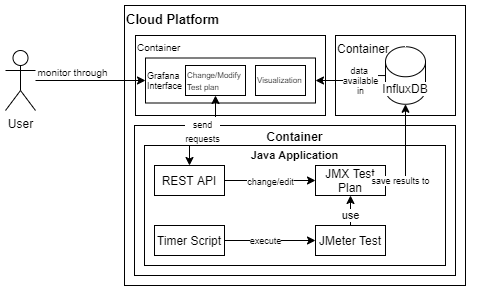 Cloud Platform
Container
Container
monitor through
Grafana
Interface
Change/Modify
Test plan
Visualization
data
available
in
InfluxDB
User
send
requests
Container
Java Application
REST API
change/edit
JMX Test
Plan
save results to
use
Timer Script
execute
JMeter Test